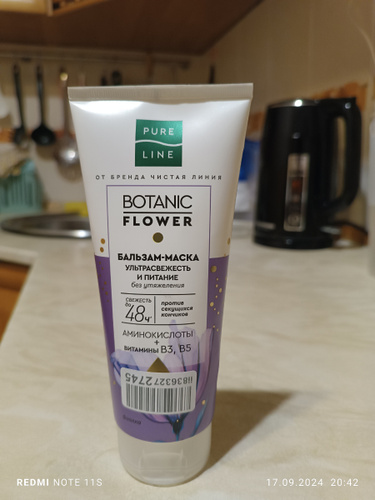 PURE
LINE
ОТ БРЕНДА ЧИСТАЯ ЛИНИЯ
BOTANIC
FLOWER
БАЛЬЗАМ-МАСКА
УЛЬТРАСВЕЖЕСТЬ
И ПИТАНИЕ
без утяжеления
свежесть
до 48ч
против
секущихся
кончиков
АМИНОКИСЛОТЫ
+
ВИТАМИНЫ B3, B5
REDMI NOTE 11S
17.09.2024 20:42